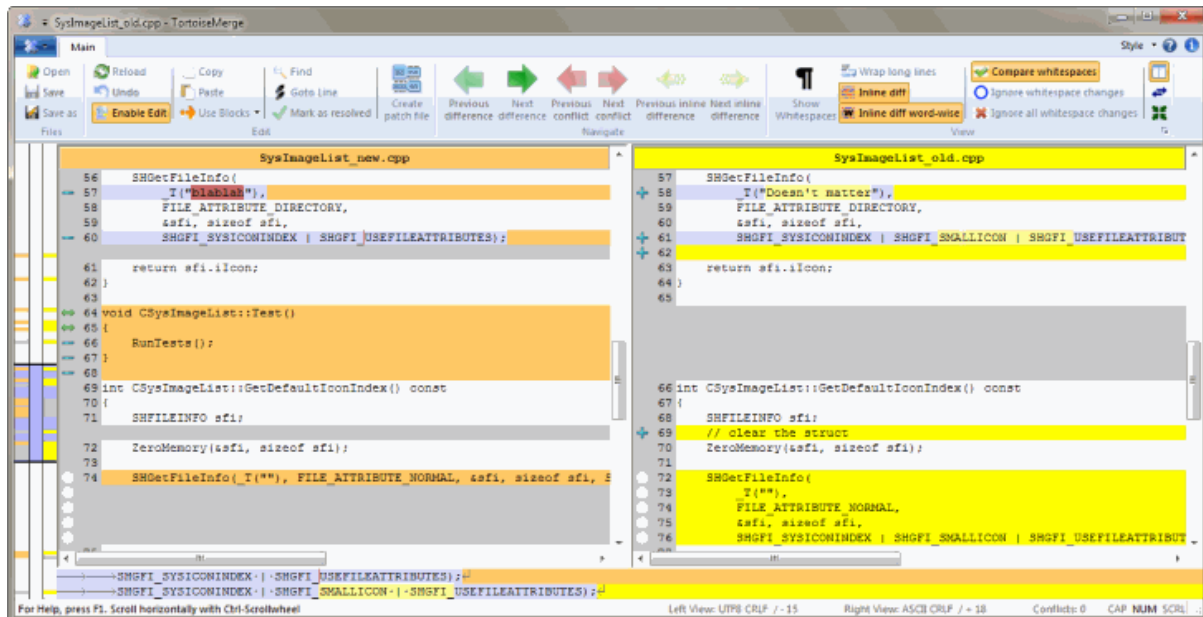 SysImageList_old.cpp - TortoiseMerge
Main
Style
Open
Save
Save as
Files
Reload
Undo
Enable Edit
Copy
Paste
Use Blocks
Find
Goto Line
Mark as resolved
Edit
Create
patch file
Previous
difference
Next
difference
Previous
conflict
Next
conflict
Previous inline
difference
Next inline
difference
Navigate
Show
Whitespaces
Wrap long lines
Inline diff
Inline diff word-wise
Compare whitespaces
Ignore whitespace changes
Ignore all whitespace changes
View
SysImageList_new.cpp
56 SHGetFileInfo(
57 _T("blablah"),
58 FILE_ATTRIBUTE_DIRECTORY,
59 &sfi, sizeof sfi,
60 SHGFI_SYSICONINDEX | SHGFI_USEFILEATTRIBUTES);
61 return sfi.iIcon;
62 }
63
64 void CSysImageList::Test()
65 {
66 RunTests();
67 }
68
69 int CSysImageList::GetDefaultIconIndex() const
70 {
71 SHFILEINFO sfi;
72 ZeroMemory(&sfi, sizeof sfi);
73
74 SHGetFileInfo(_T(""), FILE_ATTRIBUTE_NORMAL, &sfi, sizeof sfi, S
SysImageList_old.cpp
57 SHGetFileInfo(
58 _T("Doesn't matter"),
59 FILE_ATTRIBUTE_DIRECTORY,
60 &sfi, sizeof sfi,
61 SHGFI_SYSICONINDEX | SHGFI_SMALLICON | SHGFI_USEFILEATTRIBUT
62
63 return sfi.iIcon;
64 }
65
66 int CSysImageList::GetDefaultIconIndex() const
67 {
68 SHFILEINFO sfi;
69 // clear the struct
70 ZeroMemory(&sfi, sizeof sfi);
71
72 SHGetFileInfo(
73 _T(""),
74 FILE_ATTRIBUTE_NORMAL,
75 &sfi, sizeof sfi,
76 SHGFI_SYSICONINDEX | SHGFI_SMALLICON | SHGFI_USEFILEATTRIBUT
SHGFI_SYSICONINDEX·|·SHGFI_USEFILEATTRIBUTES);
SHGFI_SYSICONINDEX·|·SHGFI_SMALLICON·|·SHGFI_USEFILEATTRIBUTES);
For Help, press F1. Scroll horizontally with Ctrl-Scrollwheel
Left View: UTF8 CRLF / - 15
Right View: ASCII CRLF / + 18
Conflicts: 0
CAP NUM SCRL